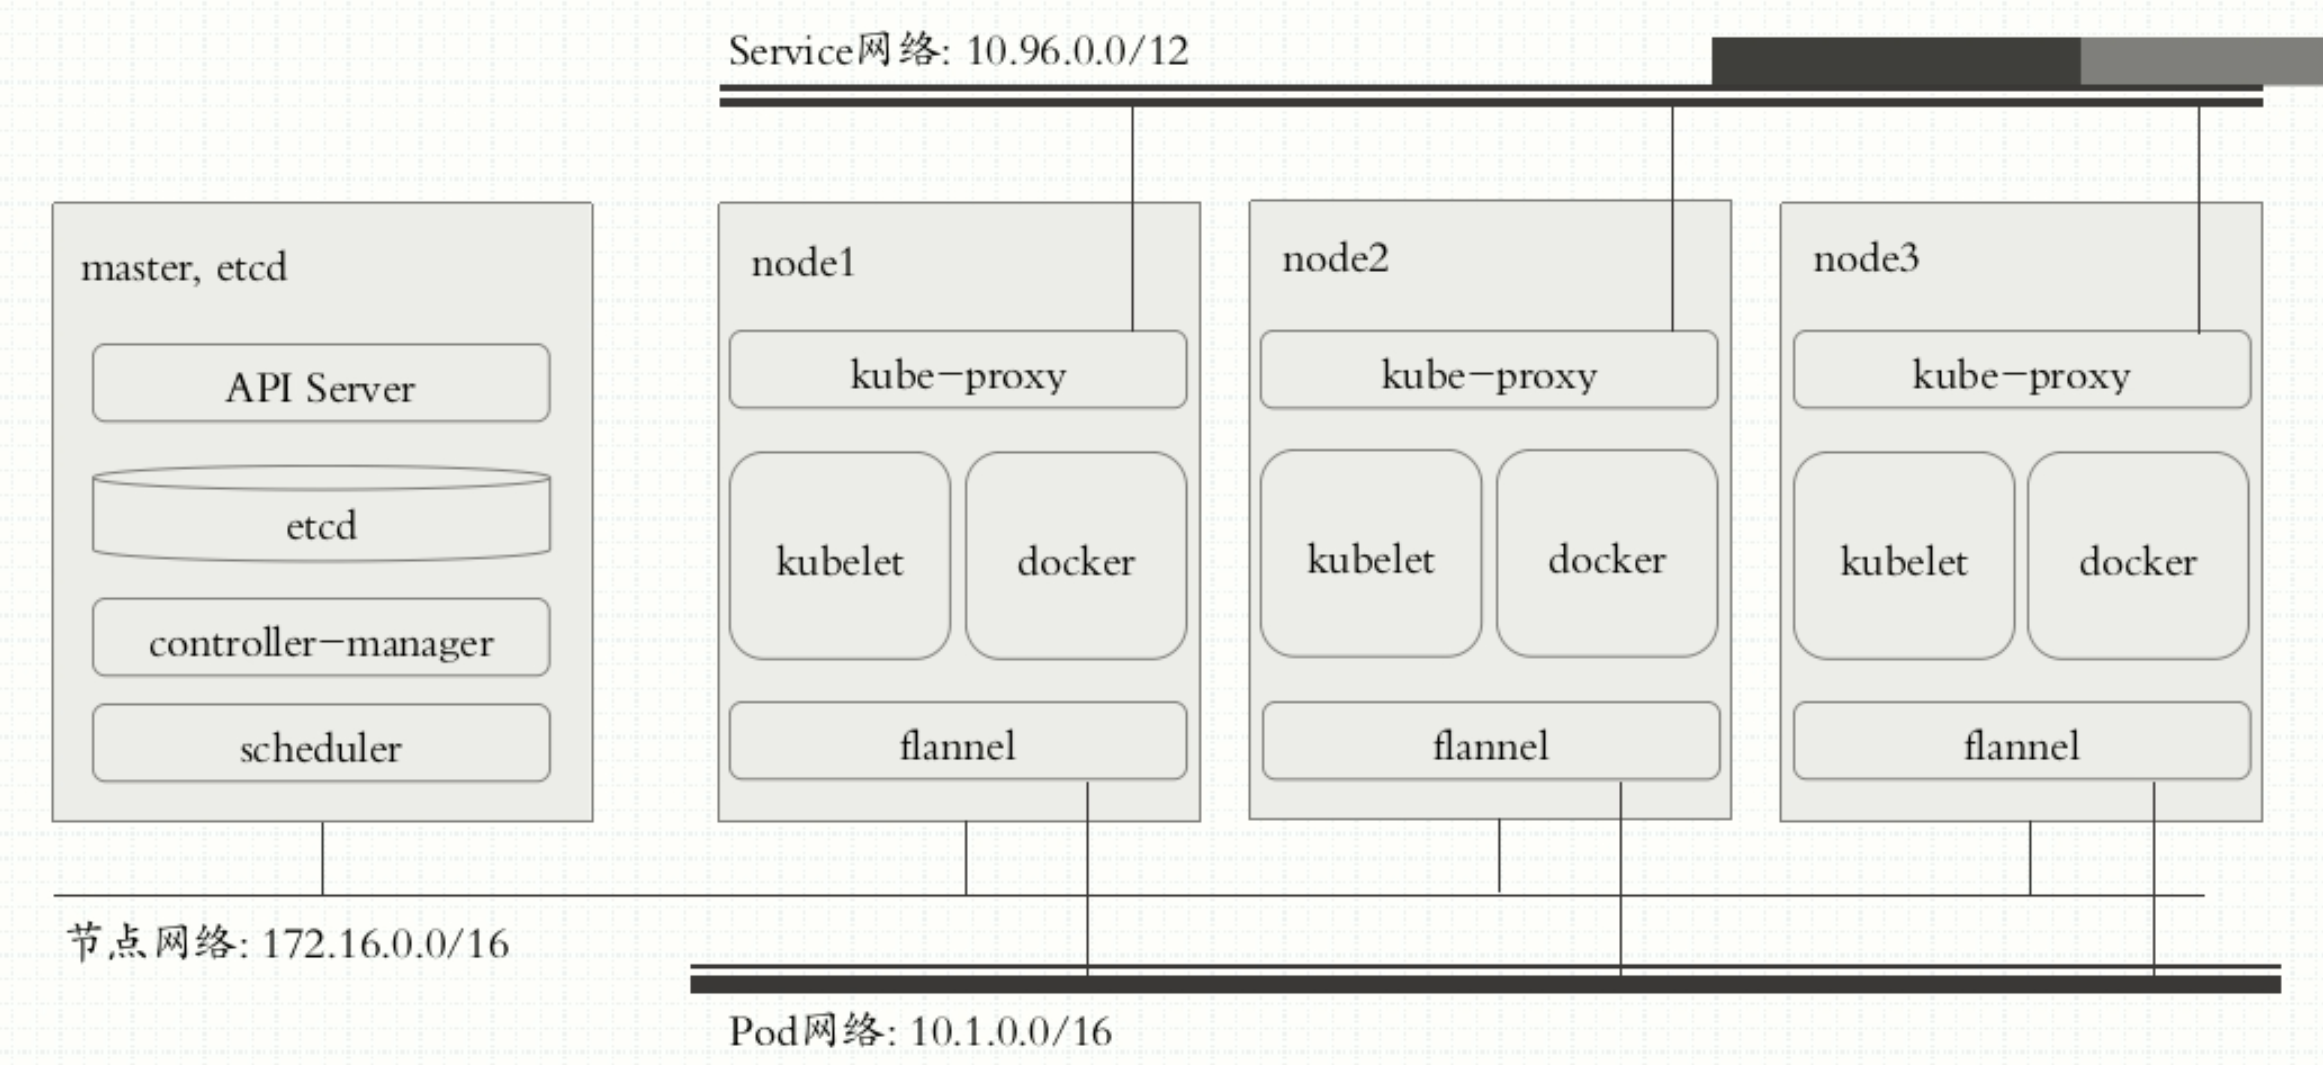 Service网络: 10.96.0.0/12
master, etcd
API Server
etcd
controller-manager
scheduler
node1
kube-proxy
kubelet
docker
flannel
node2
kube-proxy
kubelet
docker
flannel
node3
kube-proxy
kubelet
docker
flannel
节点网络: 172.16.0.0/16
Pod网络: 10.1.0.0/16